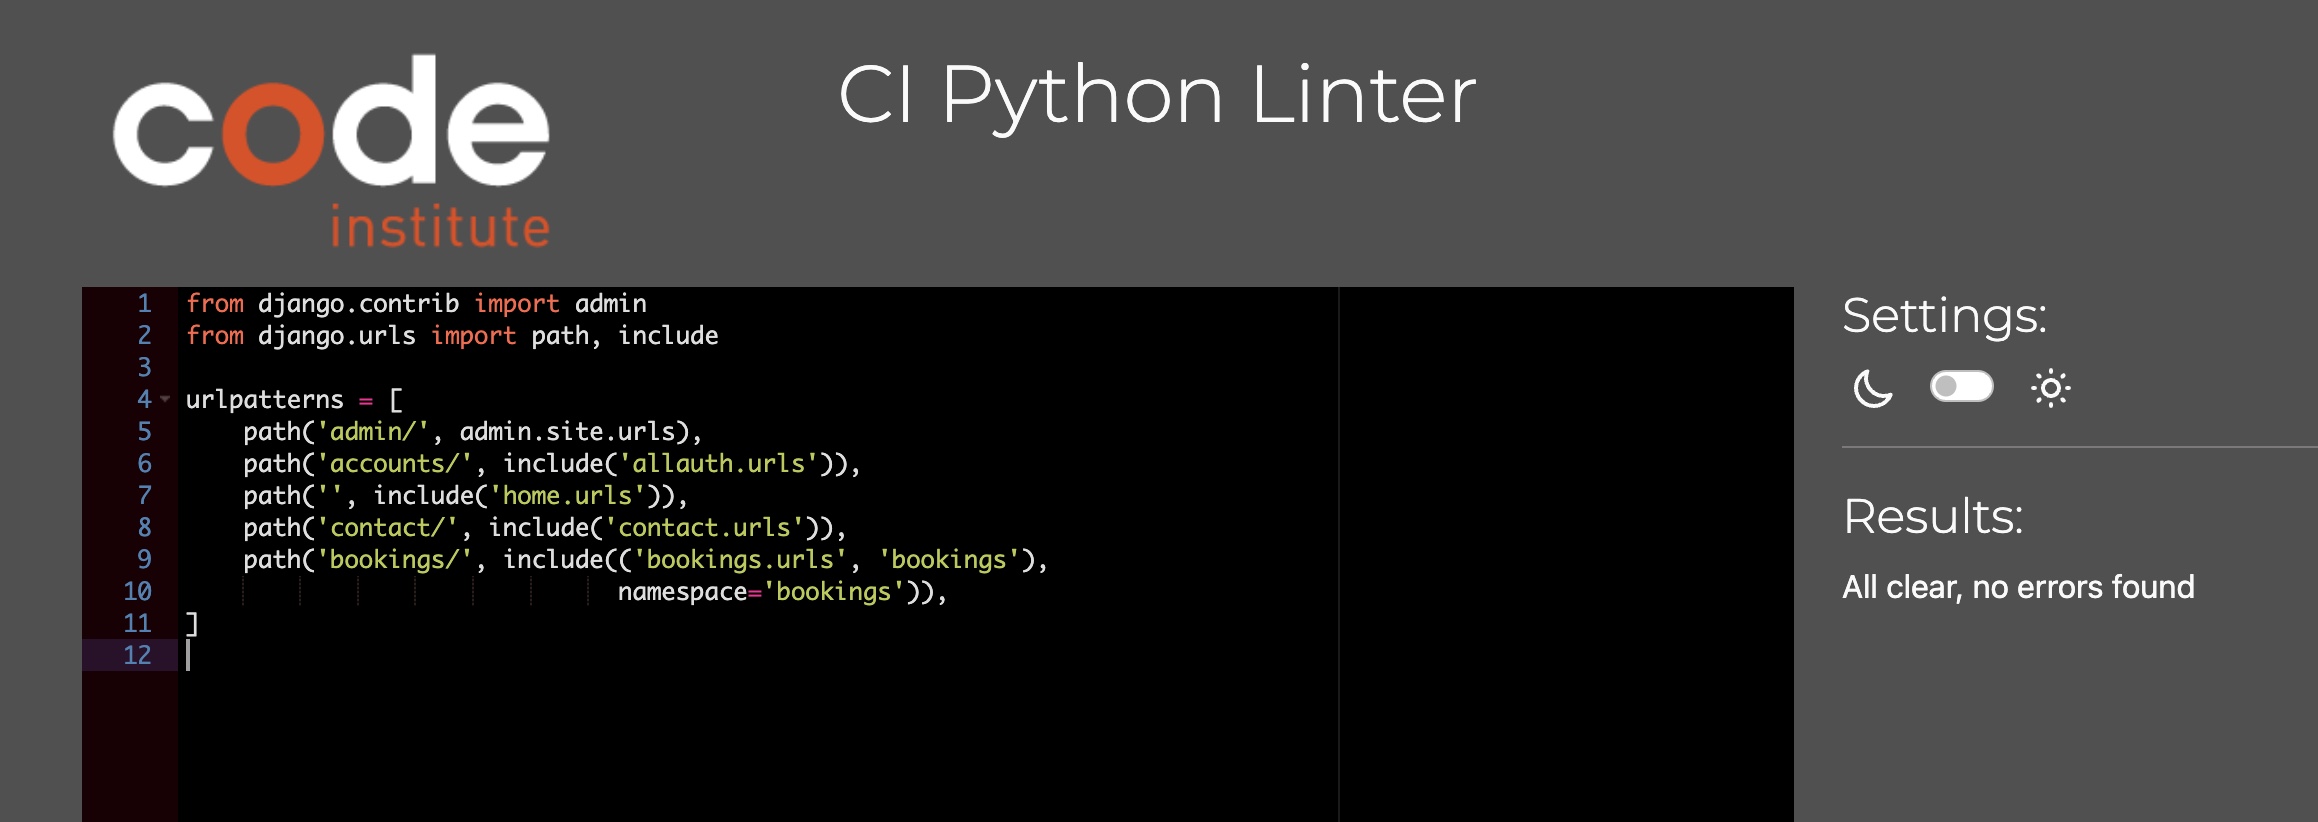 code
institute
CI Python Linter
1 from django.contrib import admin
2 from django.urls import path, include
3
4 urlpatterns = [
5     path('admin/', admin.site.urls),
6     path('accounts/', include('allauth.urls')),
7     path('', include('home.urls')),
8     path('contact/', include('contact.urls')),
9     path('bookings/', include(('bookings.urls', 'bookings'),
10                              namespace='bookings')),
11 ]
12
Settings:
Results:
All clear, no errors found